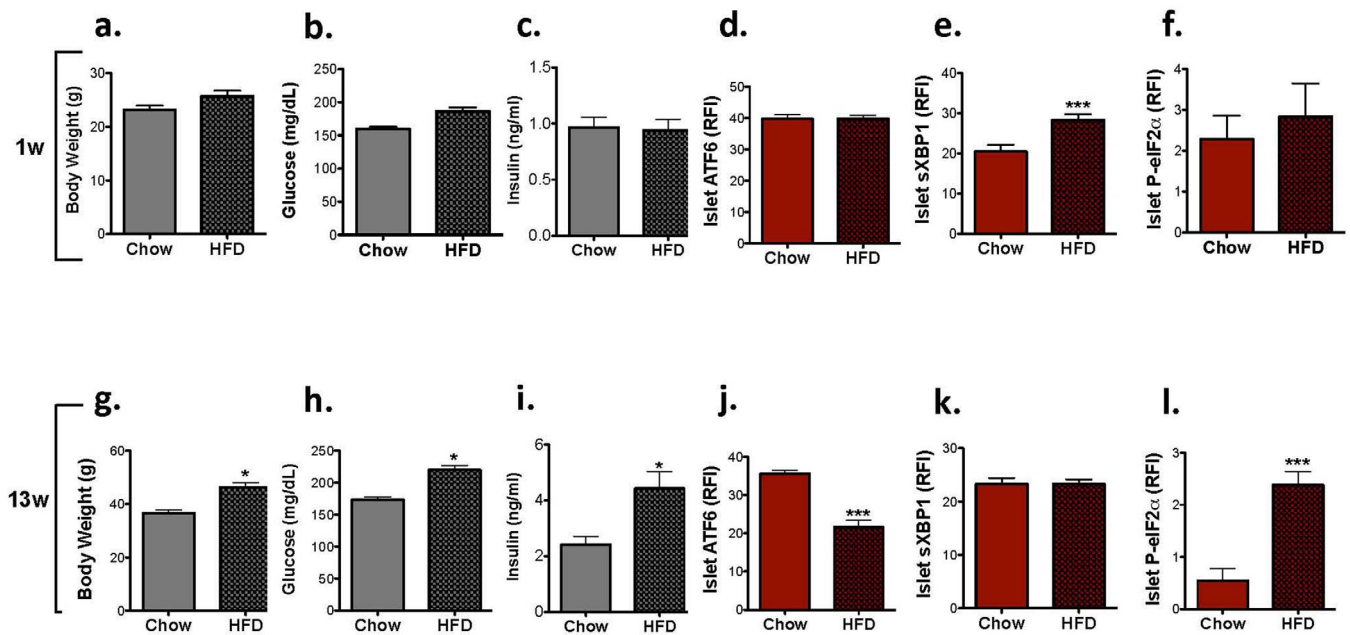 a.
b.
c.
d.
e.
f.
1w
Body Weight (g)
30
20
10
0
Chow HFD
Glucose (mg/dL)
250
200
150
100
50
0
Chow HFD
Insulin (ng/ml)
1.5
1.0
0.5
0.0
Chow HFD
Islet ATF6 (RFI)
50
40
30
20
10
0
Chow HFD
Islet sXBP1 (RFI)
40
30
20
10
0
***
Chow HFD
Islet P-eIF2α (RFI)
4
3
2
1
0
Chow HFD
g.
h.
i.
j.
k.
l.
13w
Body Weight (g)
60
40
20
0
*
Chow HFD
Glucose (mg/dL)
250
200
150
100
50
0
*
Chow HFD
Insulin (ng/ml)
6
4
2
0
*
Chow HFD
Islet ATF6 (RFI)
40
30
20
10
0
***
Chow HFD
Islet sXBP1 (RFI)
30
20
10
0
Chow HFD
Islet P-eIF2α (RFI)
3
2
1
0
***
Chow HFD